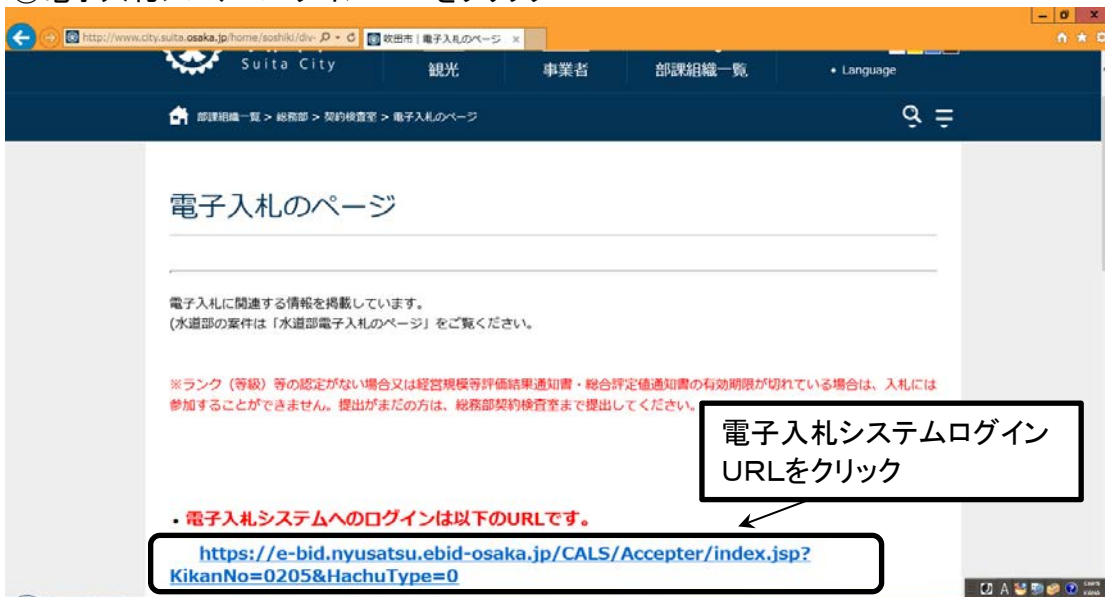 http://www.city.suita.osaka.jp/home/soshiki/div-
吹田市 | 電子入札のページ
Suita City
観光
事業者
部課組織一覧
• Language
部課組織一覧 > 総務部 > 契約検査室 > 電子入札のページ
電子入札のページ
電子入札に関連する情報を掲載しています。
(水道部の案件は「水道部電子入札のページ」をご覧ください。
※ランク（等級）等の認定がない場合又は経営規模等評価結果通知書・総合評定値通知書の有効期限が切れている場合は、入札には
参加することができません。提出がまだの方は、総務部契約検査室まで提出してください。
電子入札システムログイン
URLをクリック
• 電子入札システムへのログインは以下のURLです。
https://e-bid.nyusatsu.ebid-osaka.jp/CALS/Accepter/index.jsp?
KikanNo=0205&HachuType=0